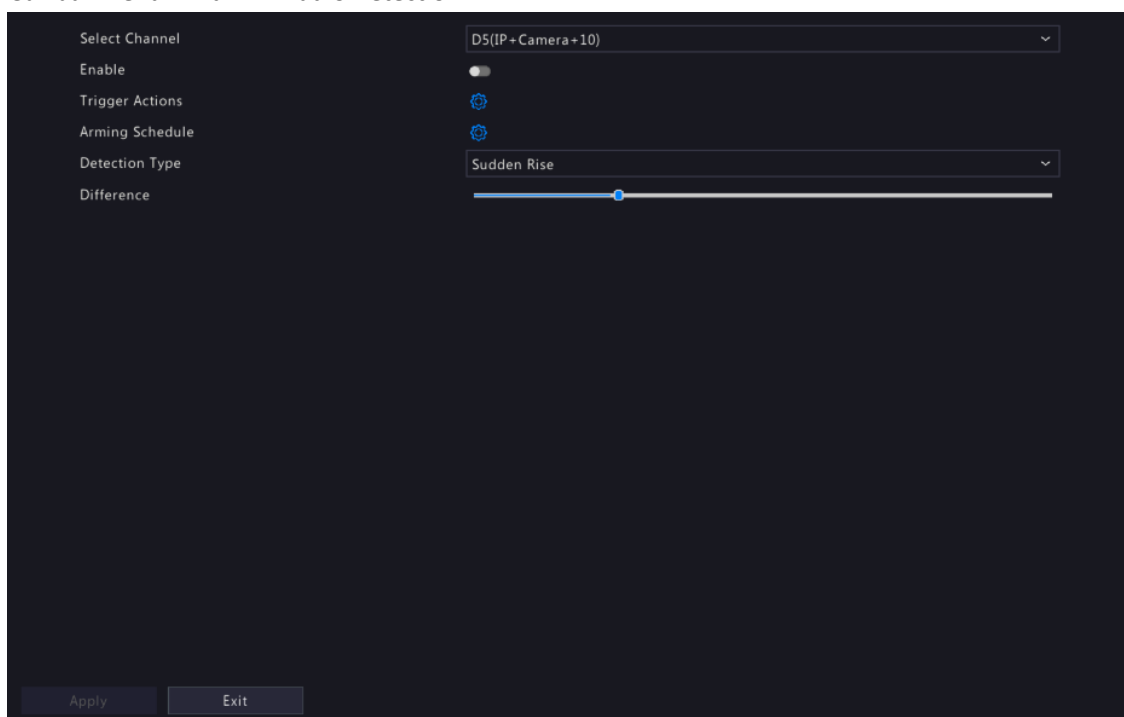 Select Channel D5(IP+Camera+10)
Enable
Trigger Actions
Arming Schedule
Detection Type Sudden Rise
Difference
Apply Exit